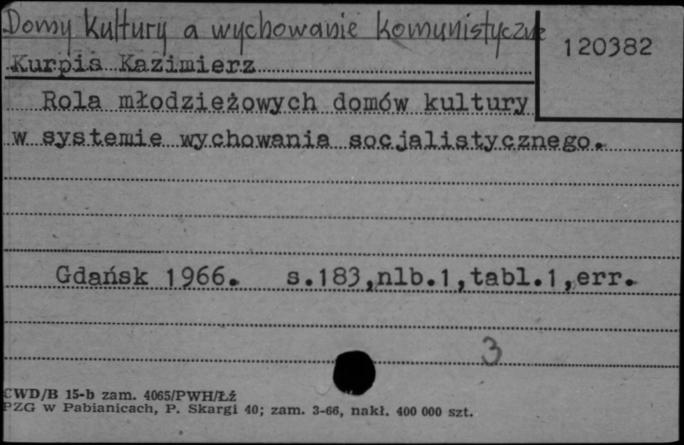 Domy kultury a wychowanie komunistyczne
120382
Kurpis Kazimierz
Rola młodzieżowych domów kultury
w systemie wychowania socjalistycznego.
Gdańsk 1966. s.183,nlb.1,tabl.1,err.
3
CWD/B 15-b zam. 4065/PWH/Łź
PZG w Pabianicach, P. Skargi 40; zam. 3-66, nakł. 400 000 szt.